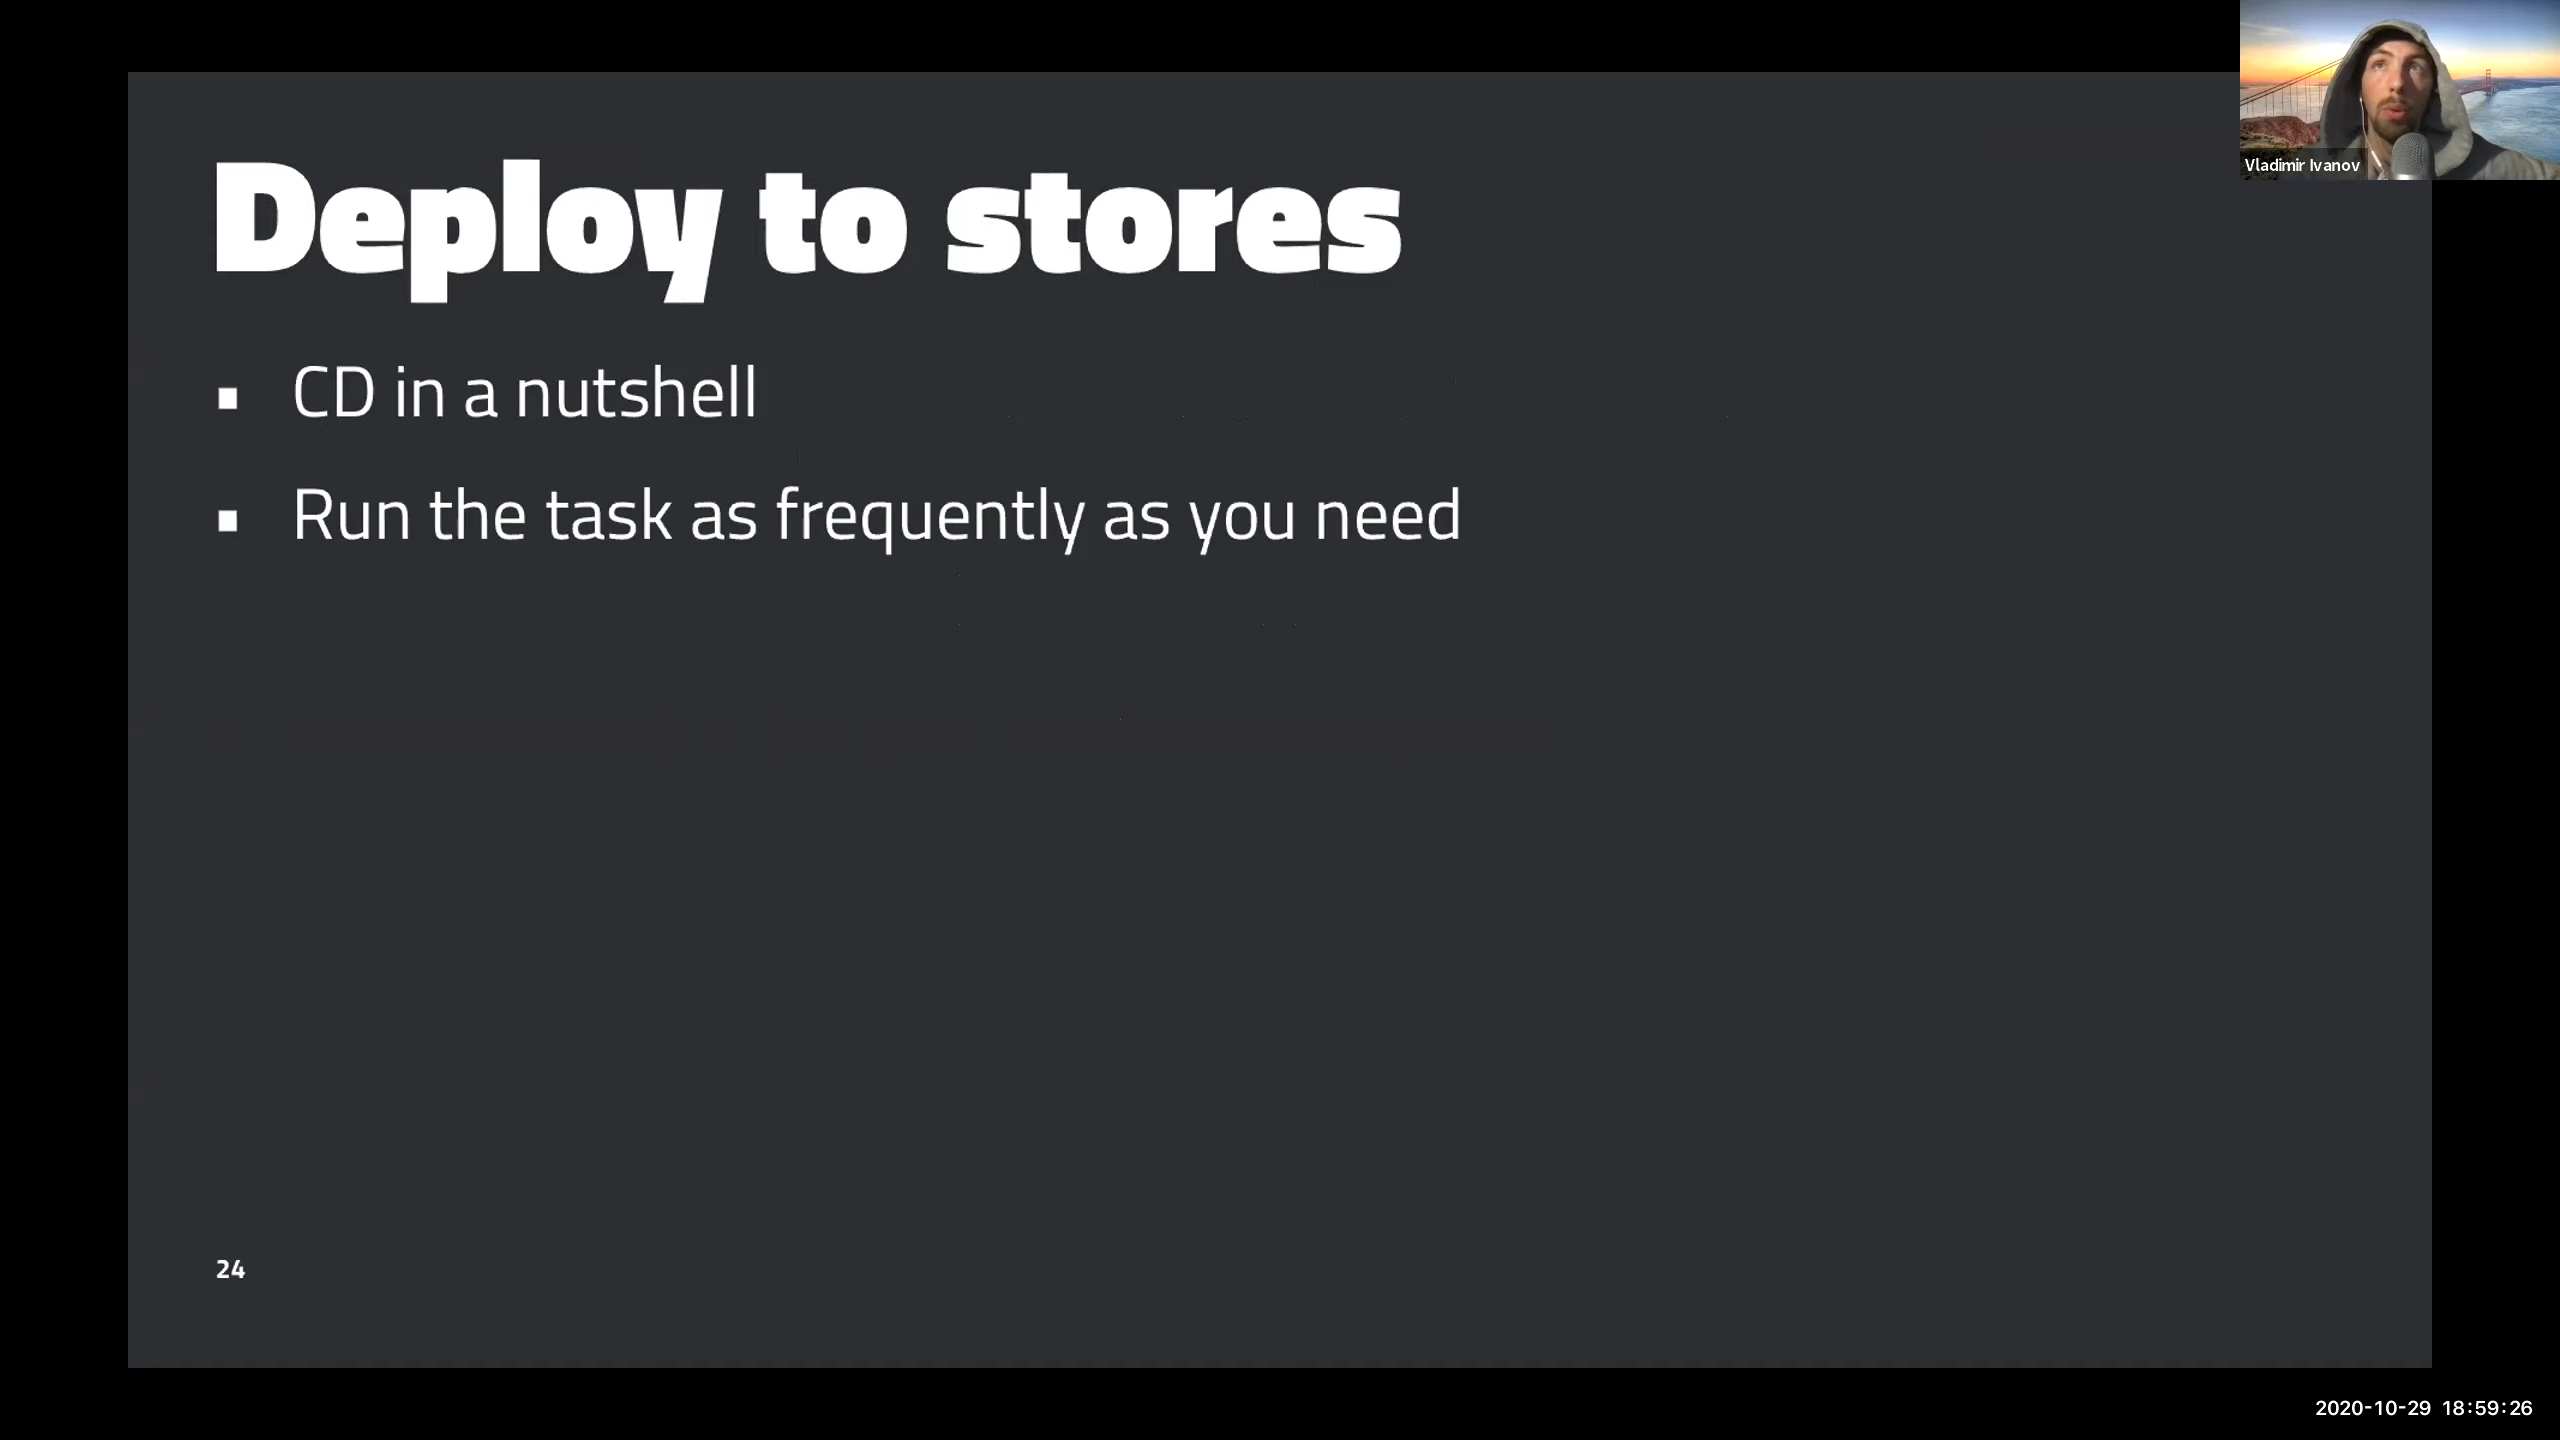 Deploy to stores
▪ CD in a nutshell
▪ Run the task as frequently as you need
24
Vladimir Ivanov
2020-10-29 18:59:26